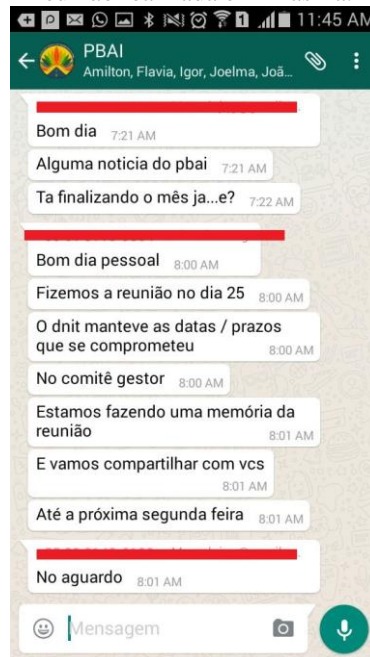 11:45 AM
PBAI
Amilton, Flavia, Igor, Joelma, Joã...
Bom dia 7:21 AM
Alguma noticia do pbai 7:21 AM
Ta finalizando o mês ja...e? 7:22 AM
Bom dia pessoal 8:00 AM
Fizemos a reunião no dia 25 8:00 AM
O dnit manteve as datas / prazos
que se comprometeu 8:00 AM
No comitê gestor 8:00 AM
Estamos fazendo uma memória da
reunião 8:01 AM
E vamos compartilhar com vcs
8:01 AM
Até a próxima segunda feira 8:01 AM
No aguardo 8:01 AM
Mensagem